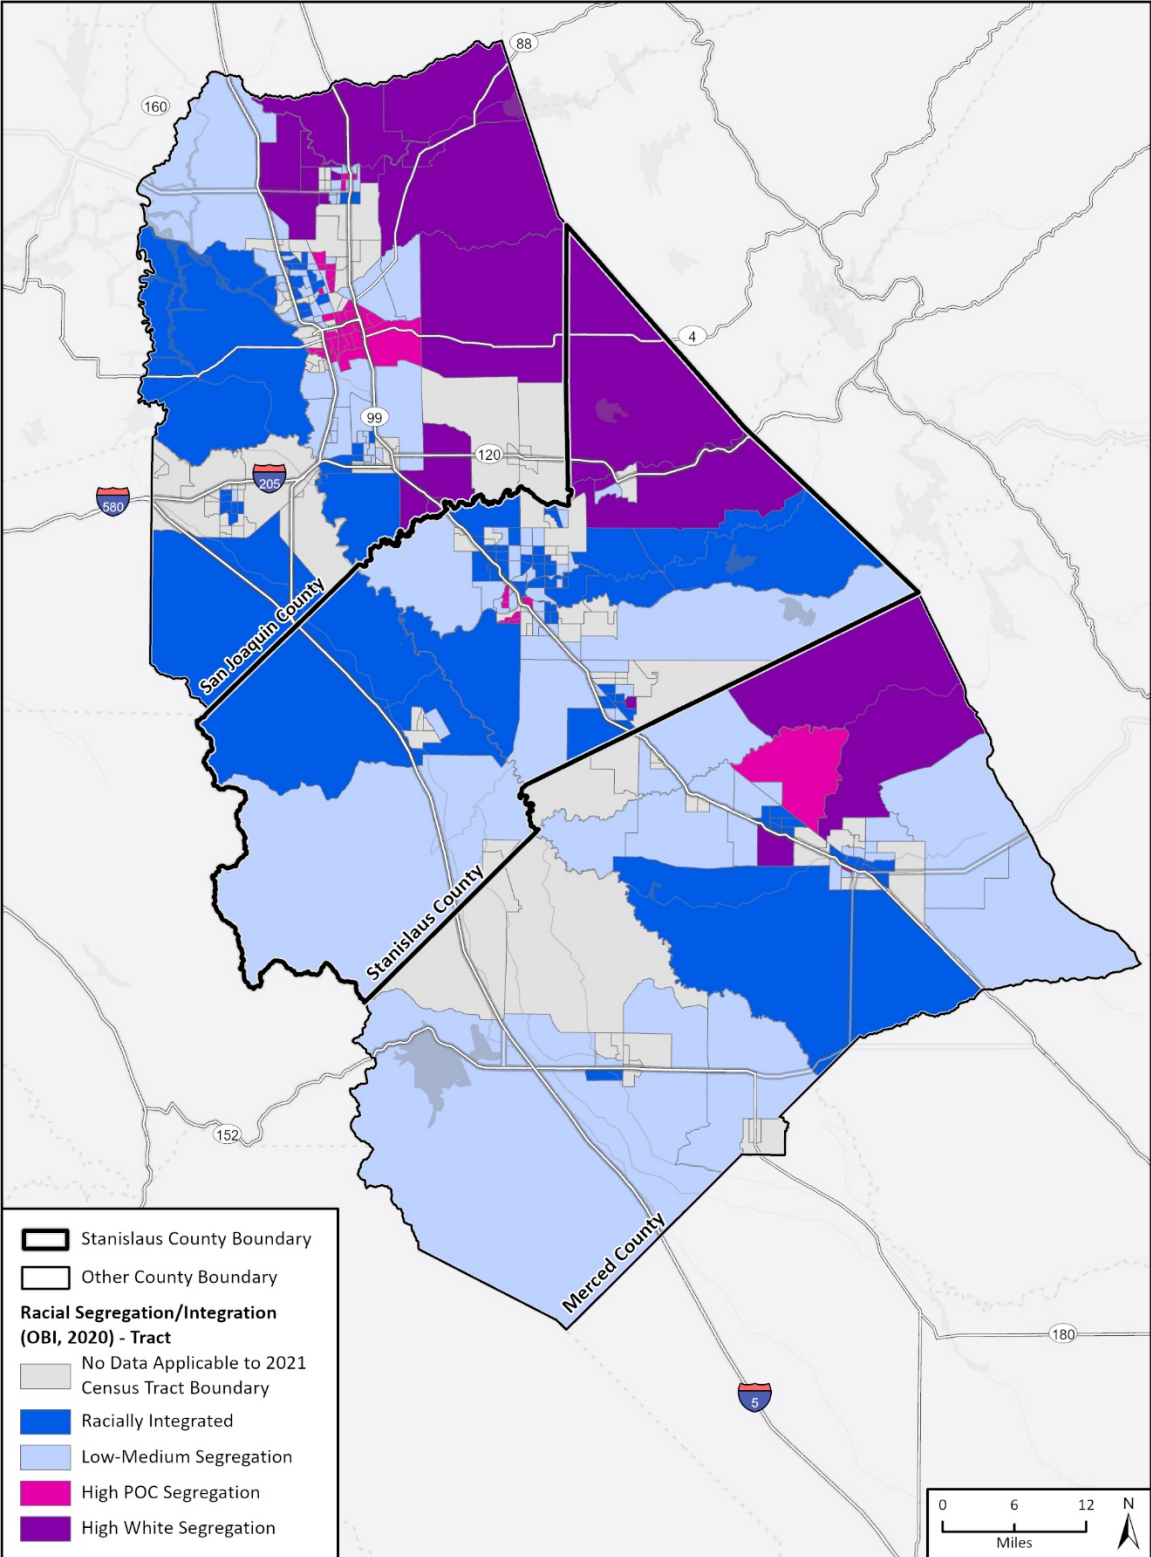 88
160
4
99
120
205
580
San Joaquin County
Stanislaus County
152
Merced County
180
5
Stanislaus County Boundary
Other County Boundary
Racial Segregation/Integration
(OBI, 2020) - Tract
No Data Applicable to 2021
Census Tract Boundary
Racially Integrated
Low-Medium Segregation
High POC Segregation
High White Segregation
0 6 12 N
Miles